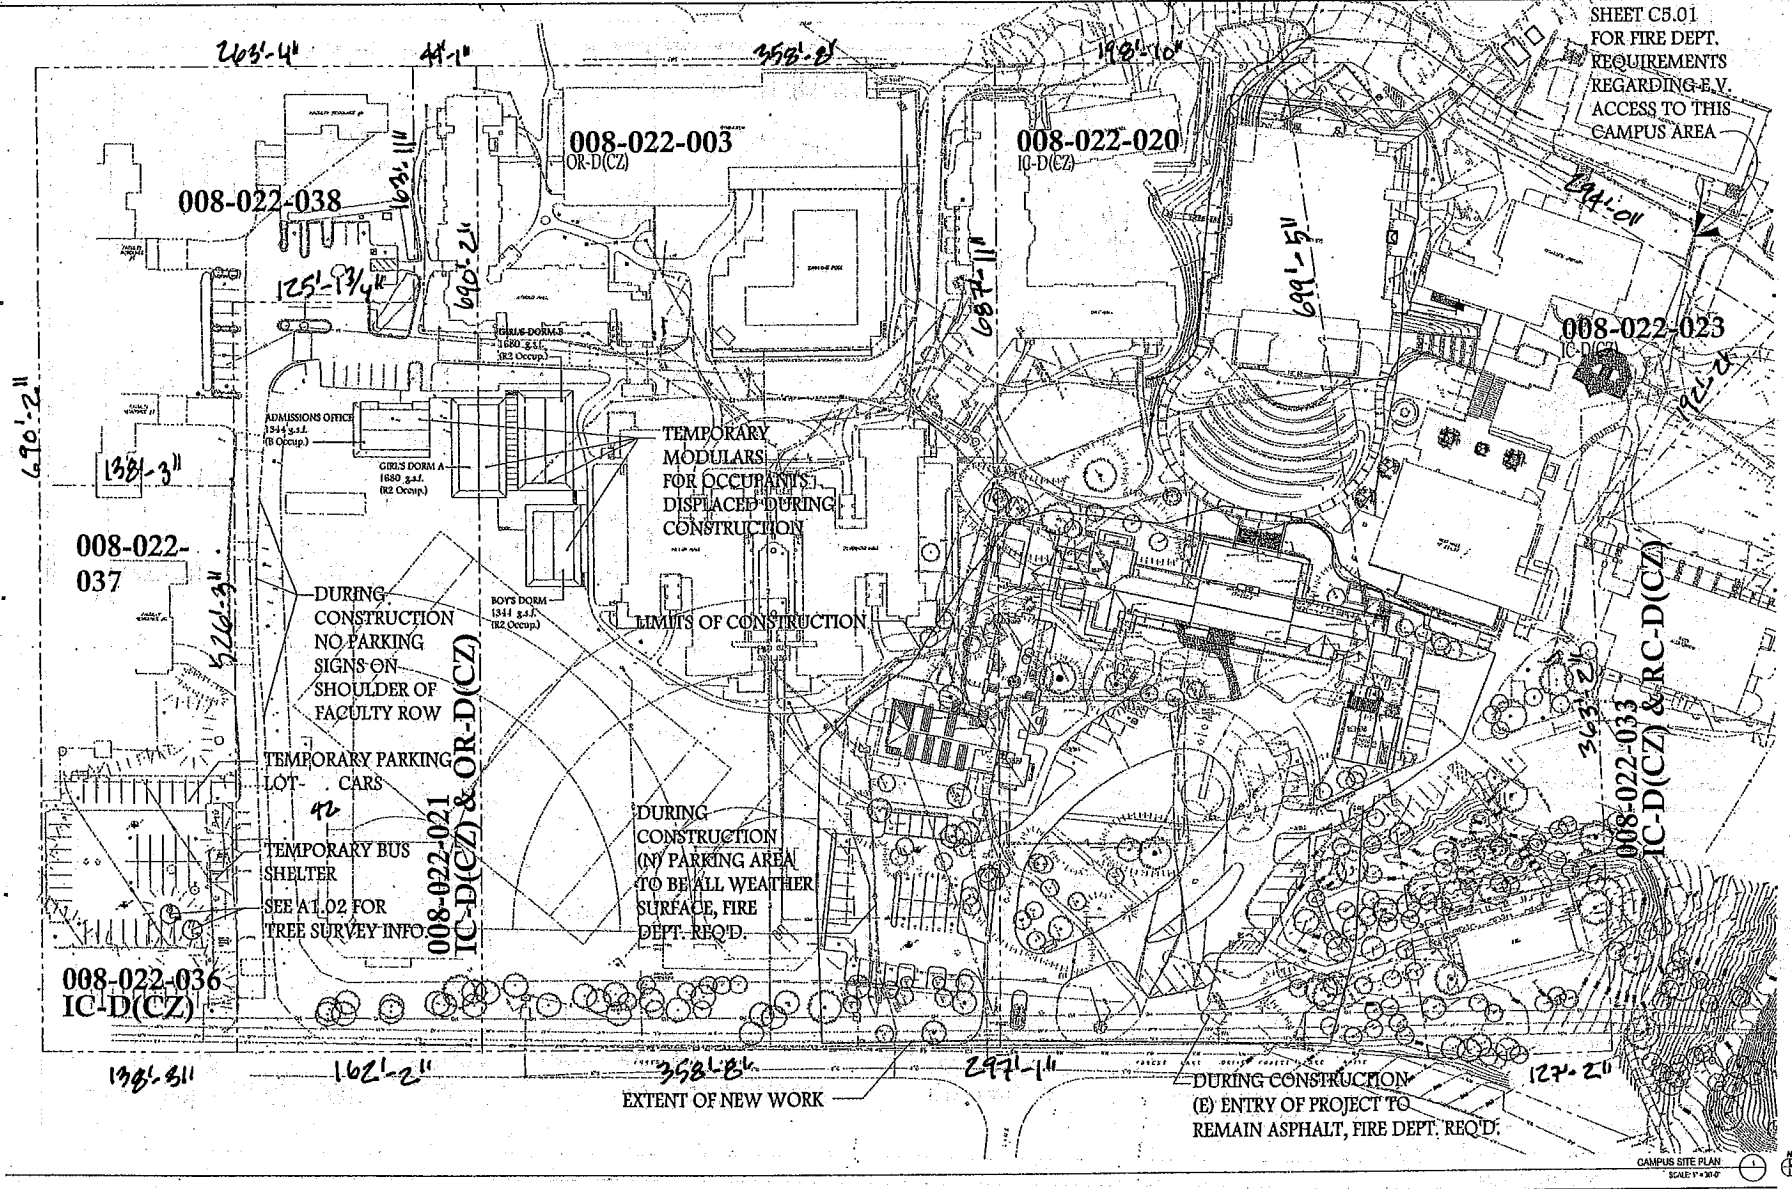 SHEET C5.01
FOR FIRE DEPT.
REQUIREMENTS
REGARDING E.V.
ACCESS TO THIS
CAMPUS AREA
263'-4"
44'-1"
358'-8"
198'-10"
008-022-003
OR-D(CZ)
008-022-020
IC-D(CZ)
163'-11"
008-022-038
294'-0"
690'-2"
687'-11"
699'-5"
125'-1 3/4"
008-022-023
IC-D(CZ)
GIRL'S DORM B
1680 g.s.f.
(R2 Occup.)
192'-2"
690'-2"
ADMISSIONS OFFICE
1344 g.s.f.
(B Occup.)
TEMPORARY
MODULARS
FOR OCCUPANTS
DISPLACED DURING
CONSTRUCTION
138'-3"
GIRL'S DORM A
1680 g.s.f.
(R2 Occup.)
008-022-
037
526'-3"
DURING
CONSTRUCTION
NO PARKING
SIGNS ON
SHOULDER OF
FACULTY ROW
BOY'S DORM
1344 g.s.f.
(R2 Occup.)
LIMITS OF CONSTRUCTION
363'-2"
008-022-033
IC-D(CZ) & RC-D(CZ)
008-022-021
IC-D(CZ) & OR-D(CZ)
TEMPORARY PARKING
LOT- CARS
42
TEMPORARY BUS
SHELTER
SEE A1.02 FOR
TREE SURVEY INFO.
DURING
CONSTRUCTION
(N) PARKING AREA
TO BE ALL WEATHER
SURFACE, FIRE
DEPT. REQ'D.
008-022-036
IC-D(CZ)
138'-8"
162'-2"
358'-8"
297'-1"
127'-2"
EXTENT OF NEW WORK
DURING CONSTRUCTION
(E) ENTRY OF PROJECT TO
REMAIN ASPHALT, FIRE DEPT. REQ'D.
CAMPUS SITE PLAN
1